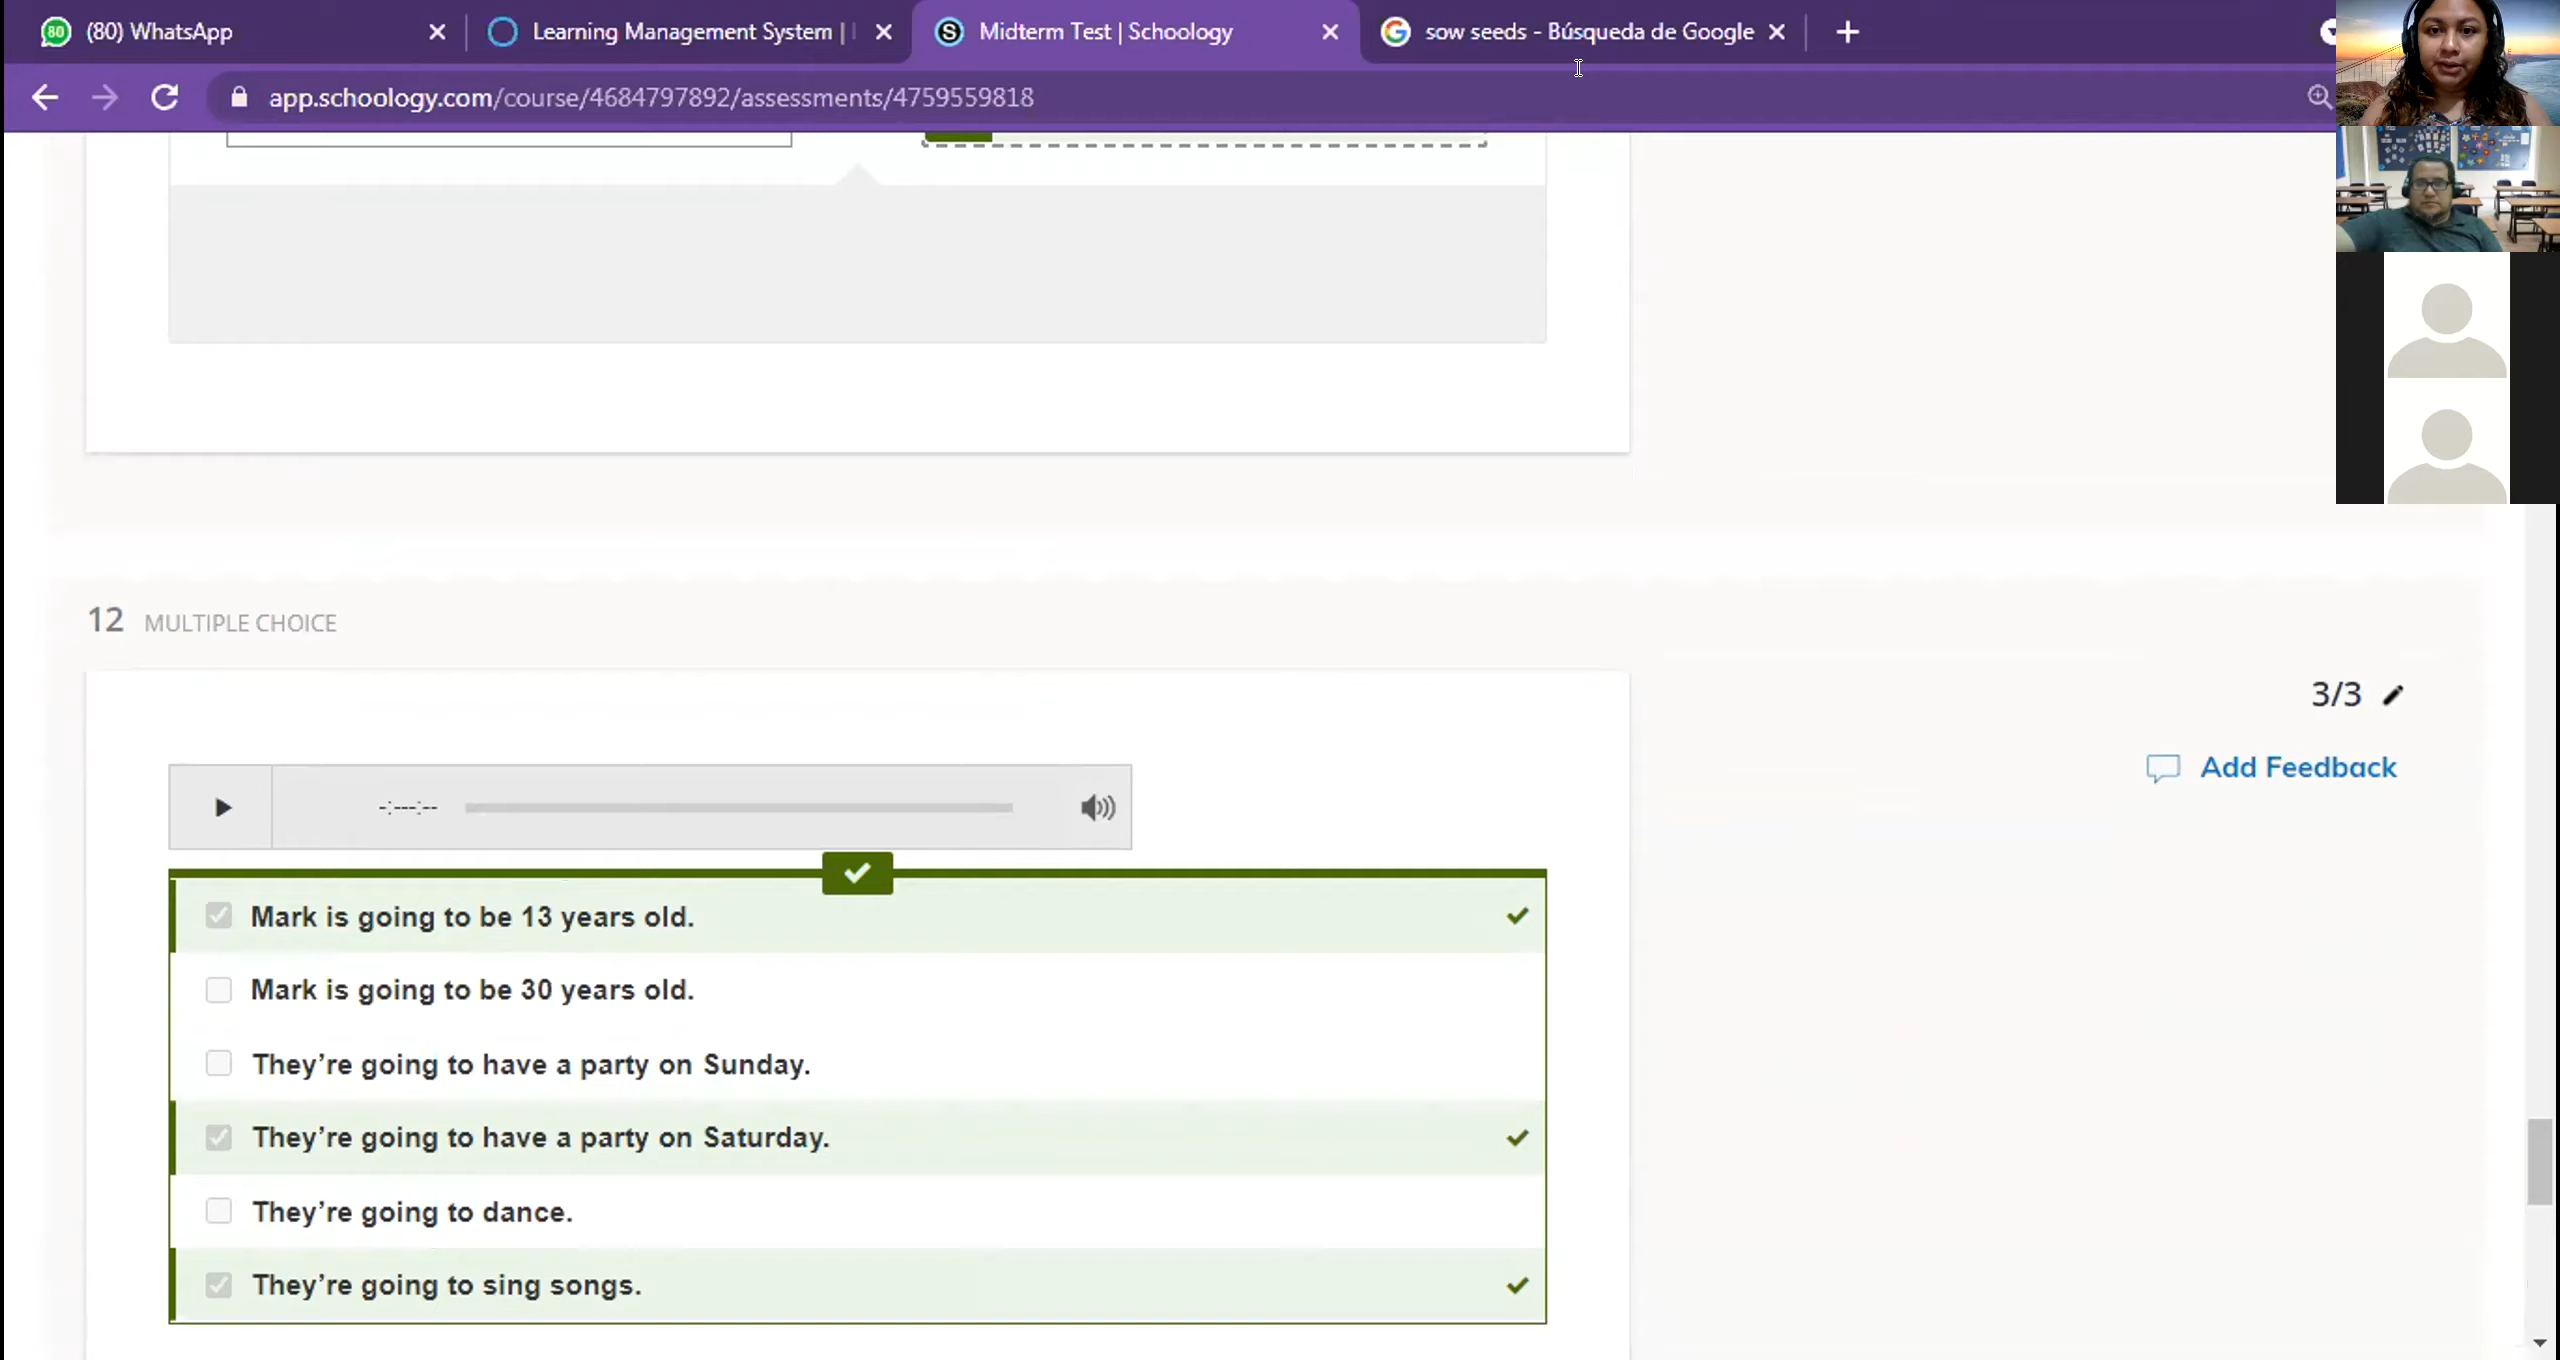 80 (80) WhatsApp
Learning Management System |
S Midterm Test | Schoology
G sow seeds - Búsqueda de Google
app.schoology.com/course/4684797892/assessments/4759559818
12 MULTIPLE CHOICE
3/3
Add Feedback
-:--
-:--
Mark is going to be 13 years old.
Mark is going to be 30 years old.
They’re going to have a party on Sunday.
They’re going to have a party on Saturday.
They’re going to dance.
They’re going to sing songs.